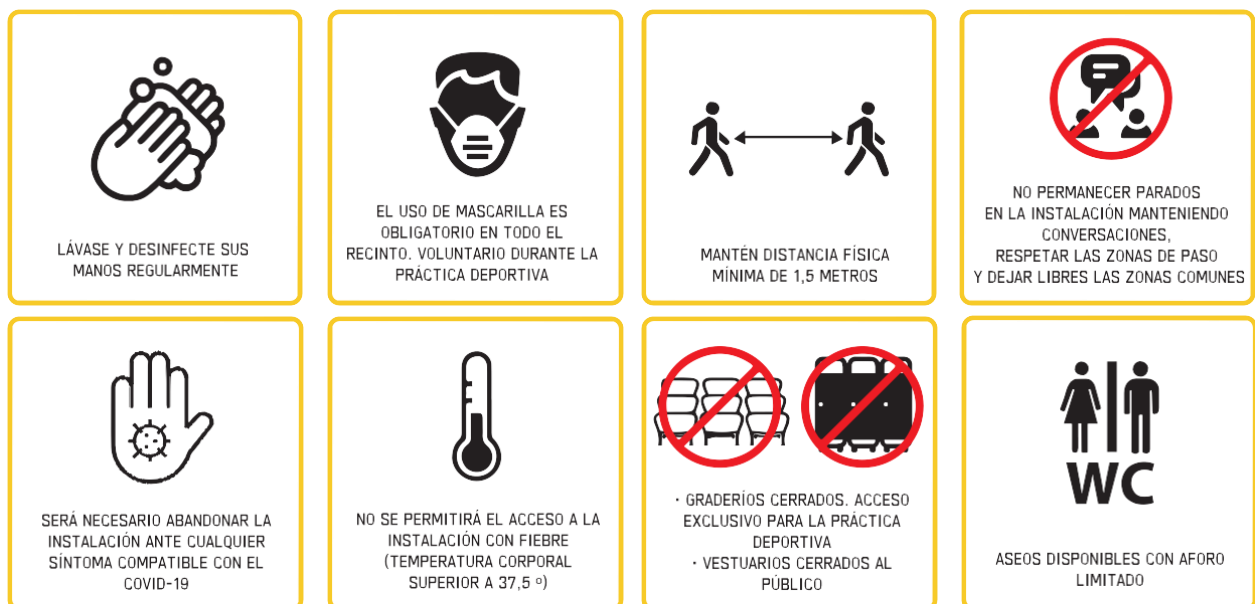 LÁVASE Y DESINFECTE SUS
MANOS REGULARMENTE
EL USO DE MASCARILLA ES
OBLIGATORIO EN TODO EL
RECINTO. VOLUNTARIO DURANTE LA
PRÁCTICA DEPORTIVA
MANTÉN DISTANCIA FÍSICA
MÍNIMA DE 1,5 METROS
NO PERMANECER PARADOS
EN LA INSTALACIÓN MANTENIENDO
CONVERSACIONES,
RESPETAR LAS ZONAS DE PASO
Y DEJAR LIBRES LAS ZONAS COMUNES
SERÁ NECESARIO ABANDONAR LA
INSTALACIÓN ANTE CUALQUIER
SÍNTOMA COMPATIBLE CON EL
COVID-19
NO SE PERMITIRÁ EL ACCESO A LA
INSTALACIÓN CON FIEBRE
(TEMPERATURA CORPORAL
SUPERIOR A 37,5 º)
· GRADERÍOS CERRADOS. ACCESO
EXCLUSIVO PARA LA PRÁCTICA
DEPORTIVA
· VESTUARIOS CERRADOS AL
PÚBLICO
WC
ASEOS DISPONIBLES CON AFORO
LIMITADO